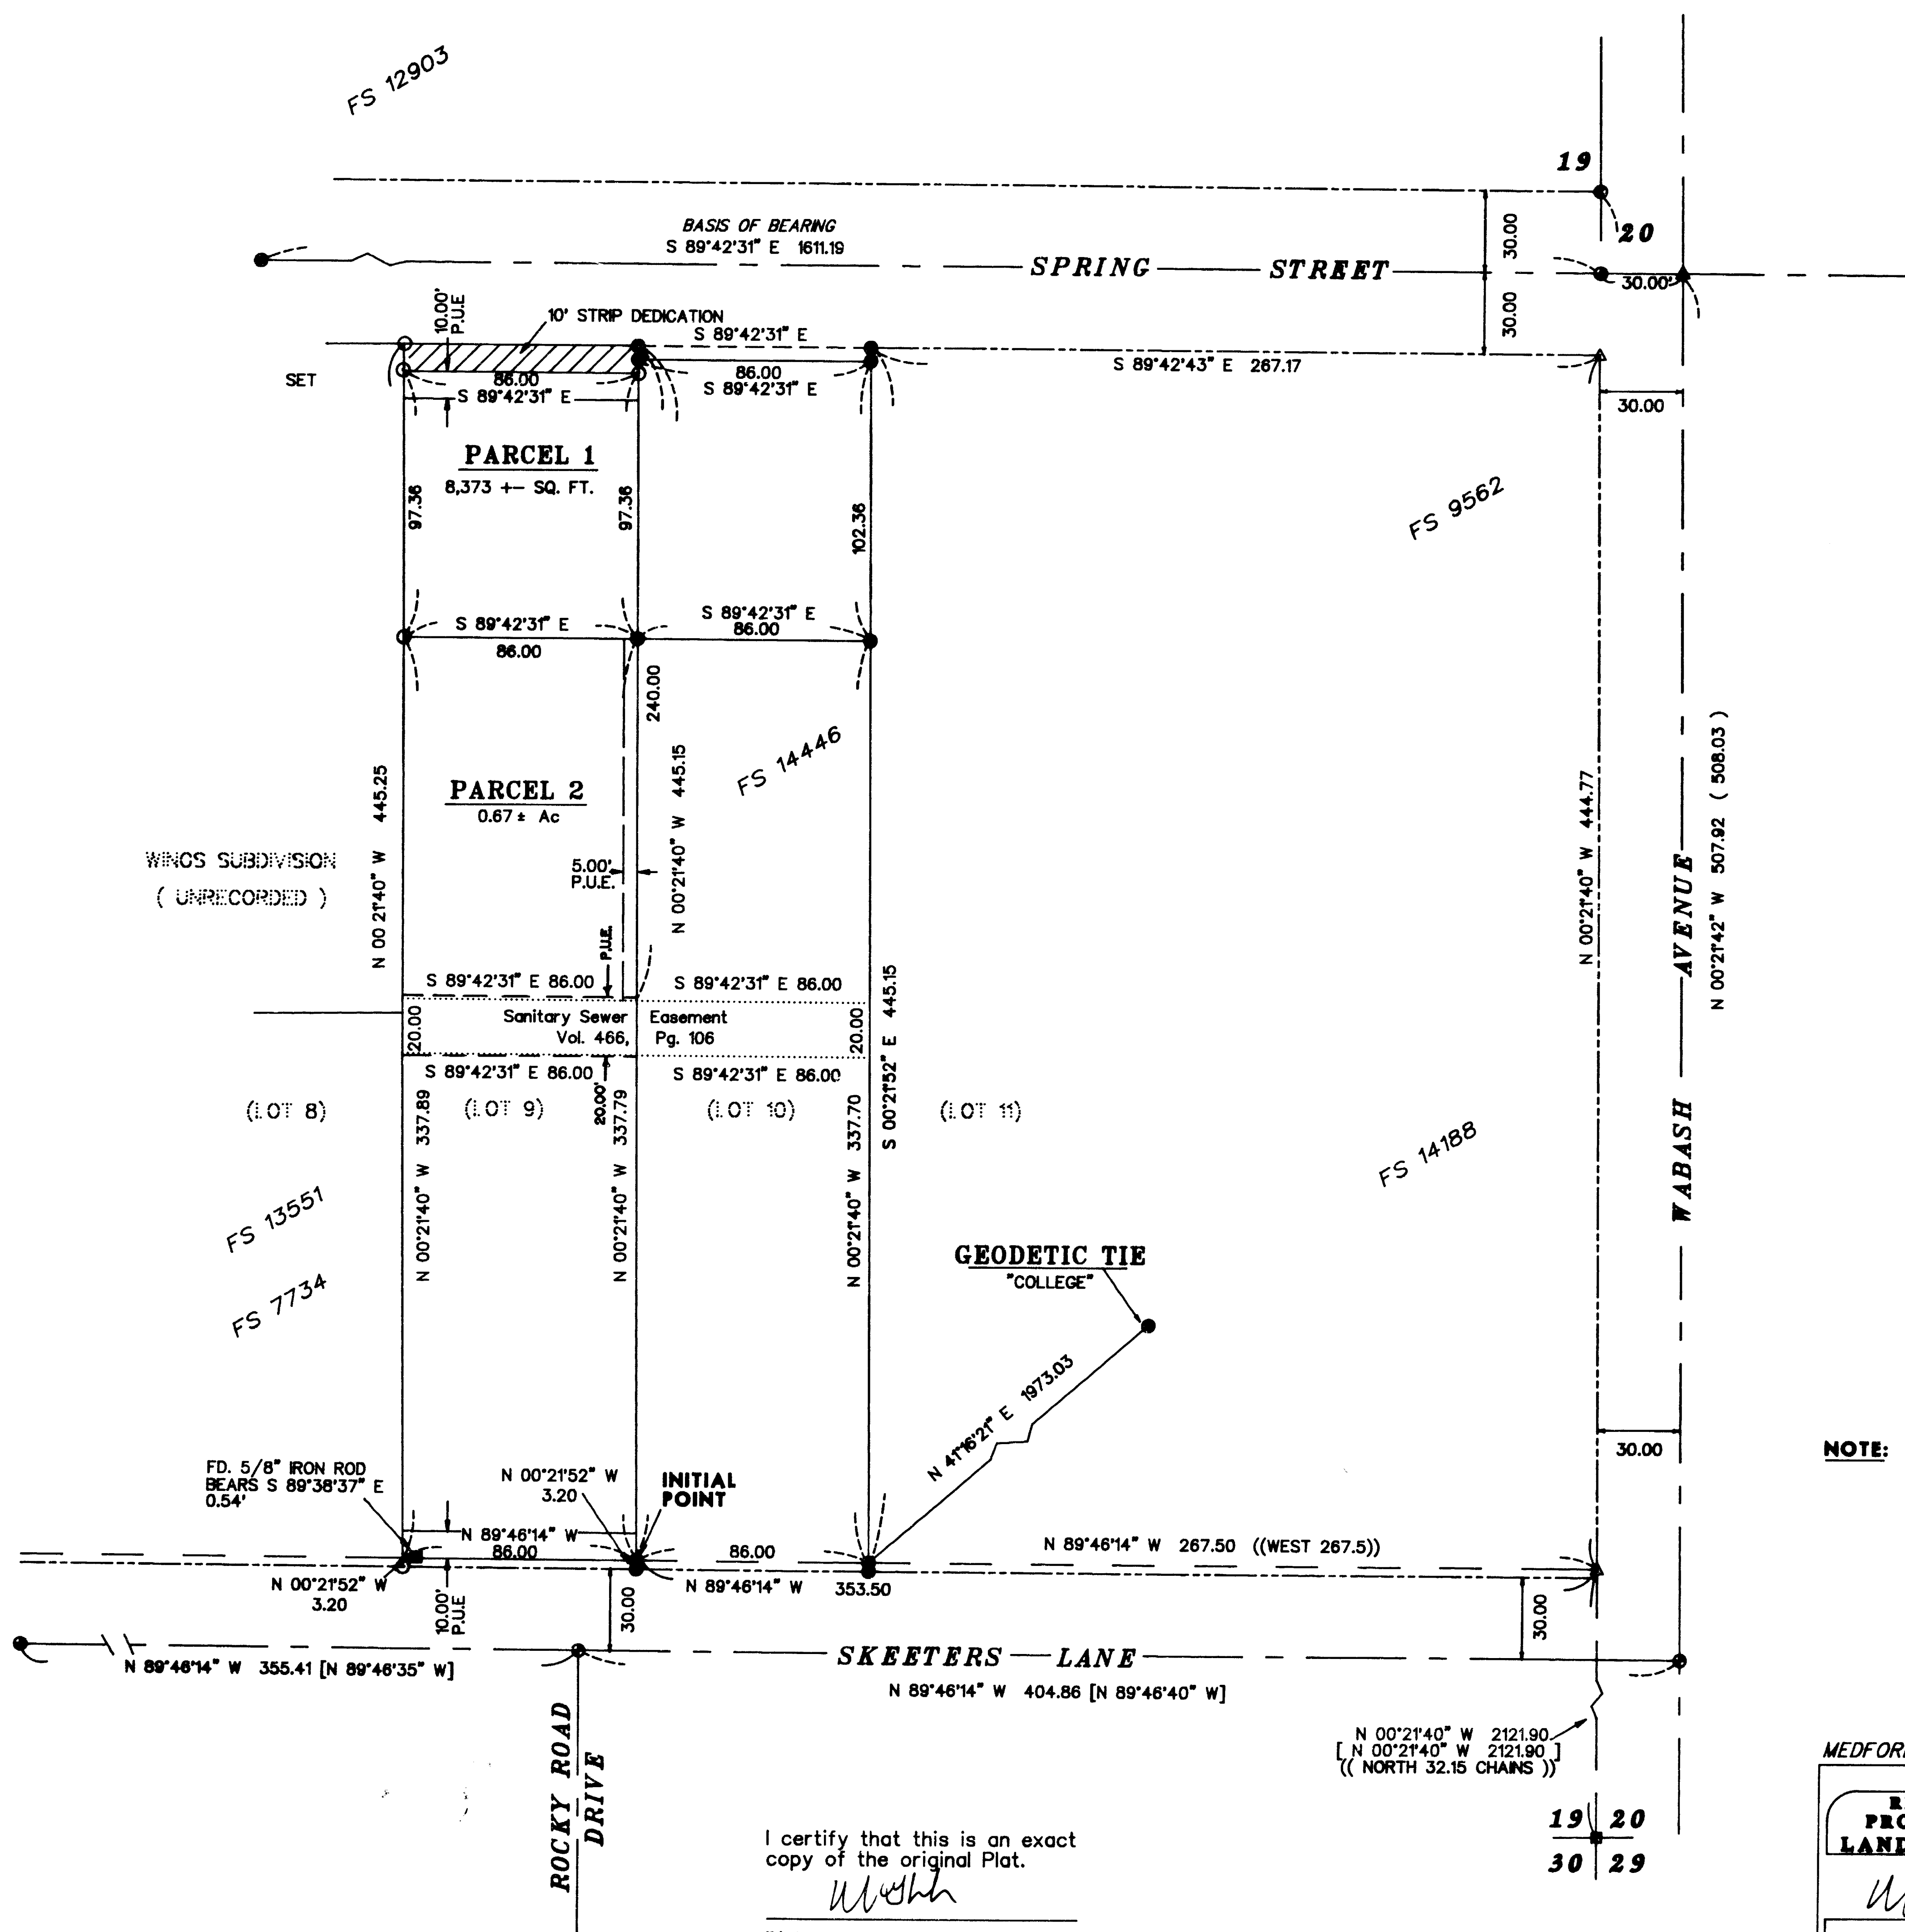 FS 12903
19
20
BASIS OF BEARING
S 89°42'31" E 1611.19
SPRING STREET
30.00
30.00
30.00'
10.00'
P.U.E
10' STRIP DEDICATION
S 89°42'31" E
S 89°42'43" E 267.17
SET
86.00
S 89°42'31" E
86.00
S 89°42'31" E
30.00
PARCEL 1
8,373 +- SQ. FT.
97.36
97.36
102.36
FS 9562
S 89°42'31" E
86.00
S 89°42'31" E
86.00
240.00
FS 14446
PARCEL 2
0.67 ± Ac
N 00 21'40" W 445.25
N 00°21'40" W 445.15
5.00'
P.U.E.
P.U.E.
WINGS SUBDIVISION
( UNRECORDED )
N 00°21'40" W 444.77
WABASH AVENUE
N 00°21'42" W 507.92 ( 508.03 )
S 89°42'31" E 86.00
S 89°42'31" E 86.00
S 00°21'52" E 445.15
20.00
Sanitary Sewer Easement
Vol. 466, Pg. 106
20.00
S 89°42'31" E 86.00
S 89°42'31" E 86.00
20.00'
(LOT 8)
(LOT 9)
(LOT 10)
(LOT 11)
N 00°21'40" W 337.89
N 00°21'40" W 337.79
N 00°21'40" W 337.70
FS 14188
FS 13551
FS 7734
GEODETIC TIE
"COLLEGE"
N 41°16'21" E 1973.03
30.00
NOTE:
FD. 5/8" IRON ROD
BEARS S 89°38'37" E
0.54'
N 00°21'52" W
3.20
INITIAL
POINT
N 89°46'14" W
86.00
86.00
N 89°46'14" W 267.50 ((WEST 267.5))
N 00°21'52" W
3.20
10.00'
P.U.E
30.00
N 89°46'14" W 353.50
30.00
SKEETERS LANE
N 89°46'14" W 355.41 [N 89°46'35" W]
N 89°46'14" W 404.86 [N 89°46'40" W]
ROCKY ROAD
DRIVE
N 00°21'40" W 2121.90
[ N 00°21'40" W 2121.90 ]
(( NORTH 32.15 CHAINS ))
19 20
30 29
I certify that this is an exact
copy of the original Plat.
MEDFOR
LAND